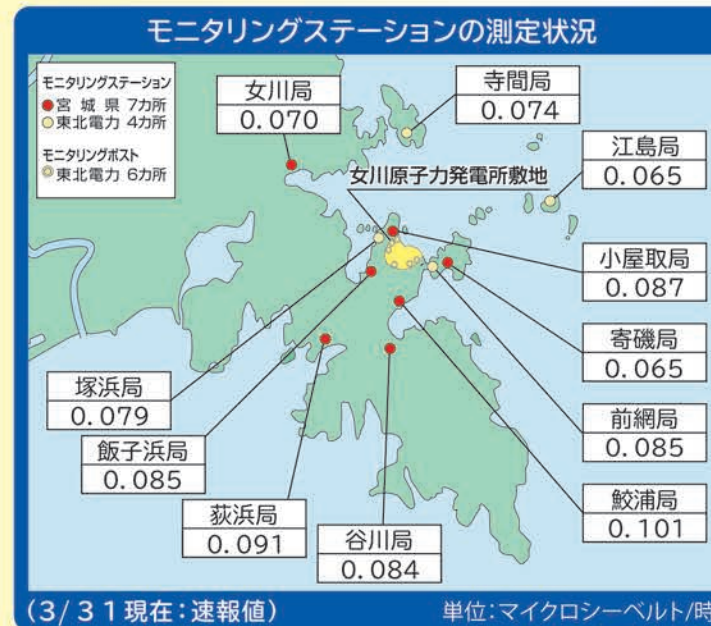 モニタリングステーションの測定状況
モニタリングステーション
宮城県 7カ所
東北電力 4カ所
モニタリングポスト
東北電力 6カ所
女川局
0.070
寺間局
0.074
江島局
0.065
女川原子力発電所敷地
小屋取局
0.087
寄磯局
0.065
前網局
0.085
鮫浦局
0.101
塚浜局
0.079
飯子浜局
0.085
荻浜局
0.091
谷川局
0.084
(3/31現在:速報値)
単位:マイクロシーベルト/時